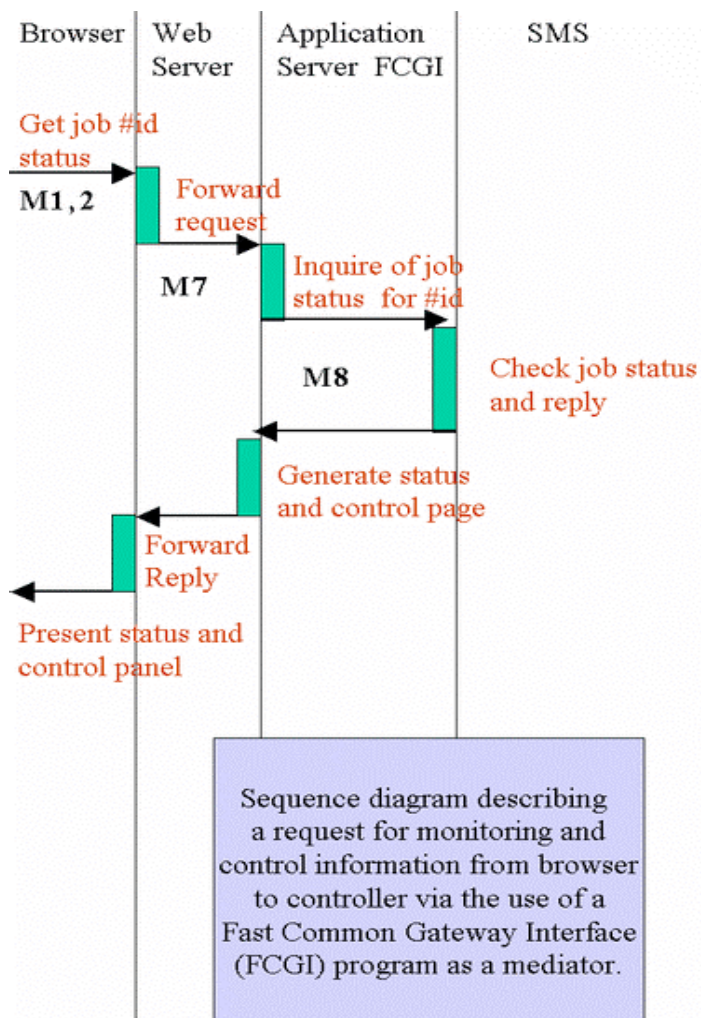 Browser
Web
Server
Application
Server FCGI
SMS
Get job #id
status
M1,2
Forward
request
M7
Inquire of job
status for #id
M8
Check job status
and reply
Generate status
and control page
Forward
Reply
Present status and
control panel
Sequence diagram describing
a request for monitoring and
control information from browser
to controller via the use of a
Fast Common Gateway Interface
(FCGI) program as a mediator.